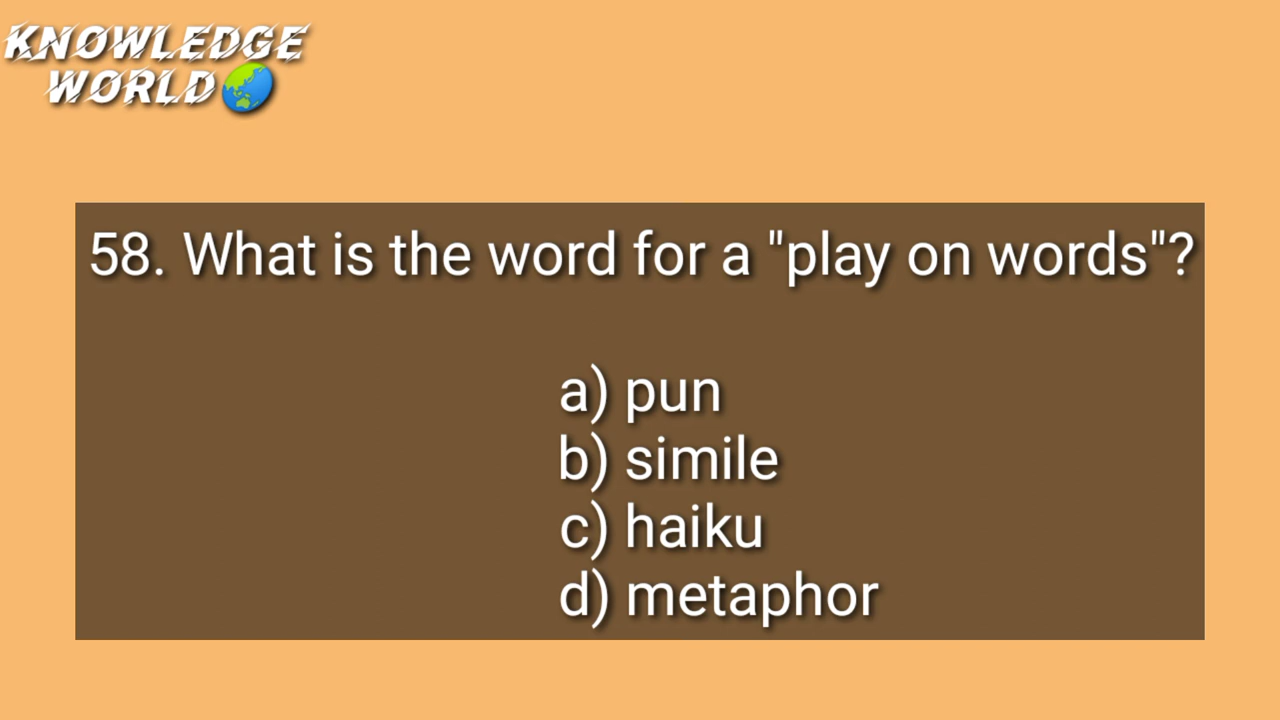 KNOWLEDGE
WORLD
58. What is the word for a "play on words"?
a) pun
b) simile
c) haiku
d) metaphor